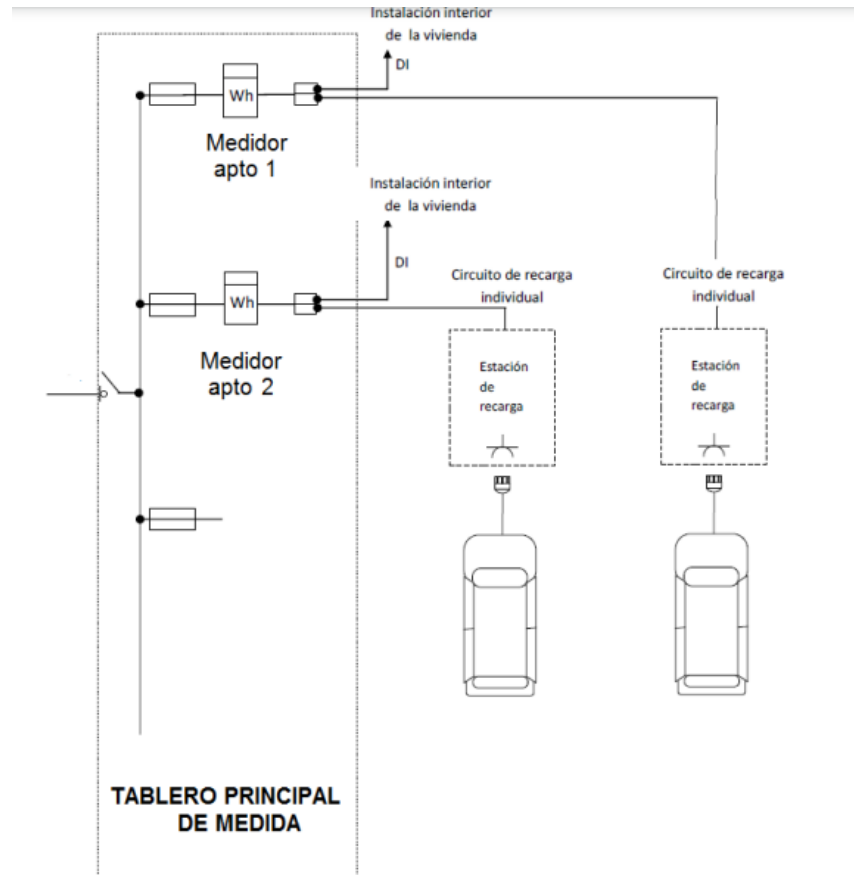 Instalación interior
de la vivienda
DI
Wh
Medidor
apto 1
Instalación interior
de la vivienda
DI
Circuito de recarga
individual
Circuito de recarga
individual
Wh
Medidor
apto 2
Estación
de
recarga
Estación
de
recarga
TABLERO PRINCIPAL
DE MEDIDA